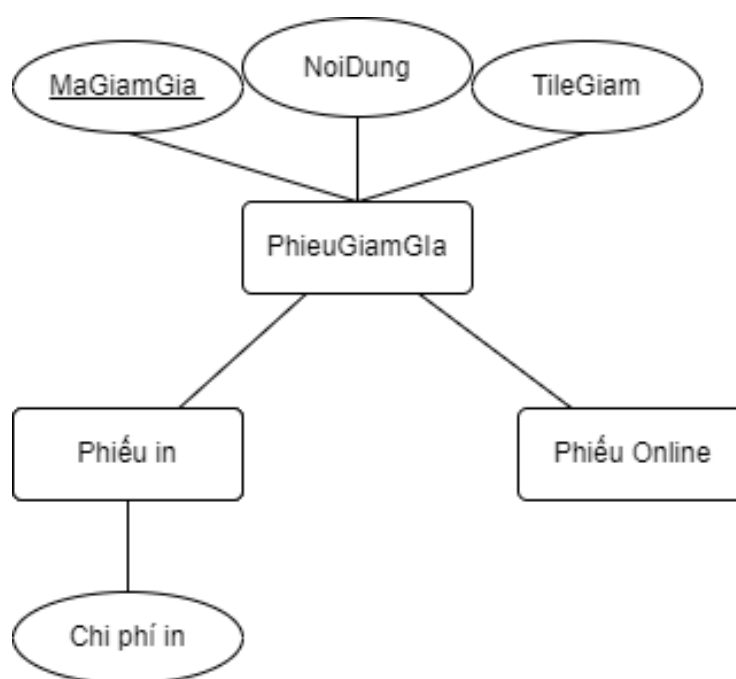 MaGiamGia
NoiDung
TileGiam
PhieuGiamGIa
Phiếu in
Phiếu Online
Chi phí in